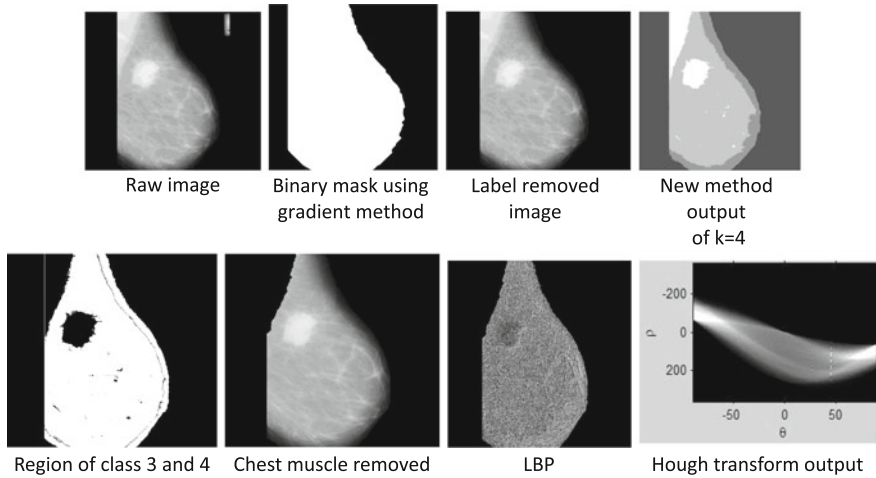 Raw image
Binary mask using
gradient method
Label removed
image
New method
output
of k=4
Region of class 3 and 4
Chest muscle removed
LBP
-200
0
200
ρ
-50
0
50
θ
Hough transform output